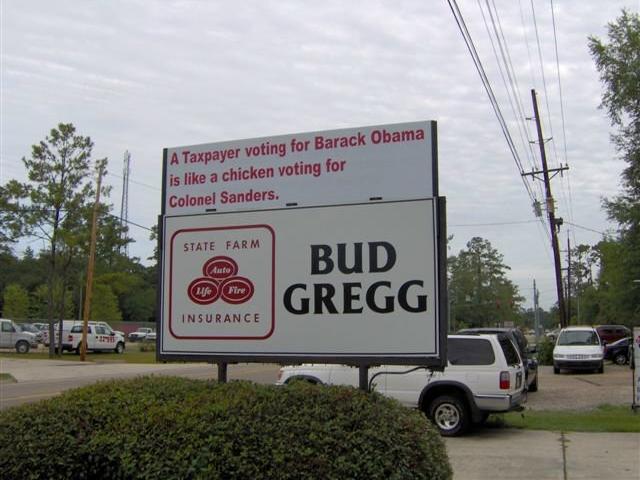 A Taxpayer voting for Barack Obama
is like a chicken voting for
Colonel Sanders.
STATE FARM
Auto
Life Fire
INSURANCE
BUD
GREGG